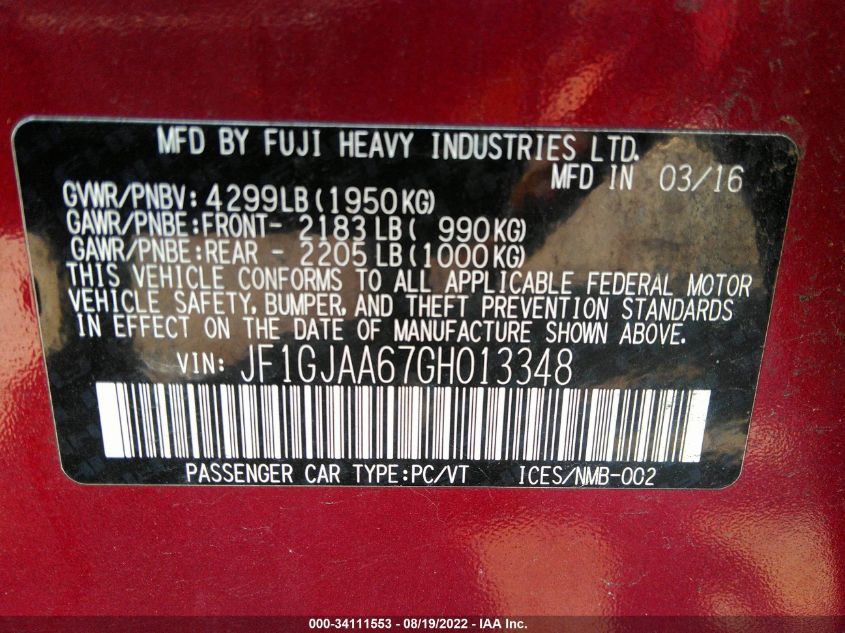 MFD BY FUJI HEAVY INDUSTRIES LTD.
MFD IN 03/16
GVWR/PNBV: 4299LB(1950KG)
GAWR/PNBE:FRONT- 2183LB( 990KG)
GAWR/PNBE:REAR - 2205LB(1000KG)
THIS VEHICLE CONFORMS TO ALL APPLICABLE FEDERAL MOTOR
VEHICLE SAFETY, BUMPER, AND THEFT PREVENTION STANDARDS
IN EFFECT ON THE DATE OF MANUFACTURE SHOWN ABOVE.
VIN: JF1GJAA67GH013348
PASSENGER CAR TYPE:PC/VT ICES/NMB-002
000-34111553 - 08/19/2022 - IAA Inc.